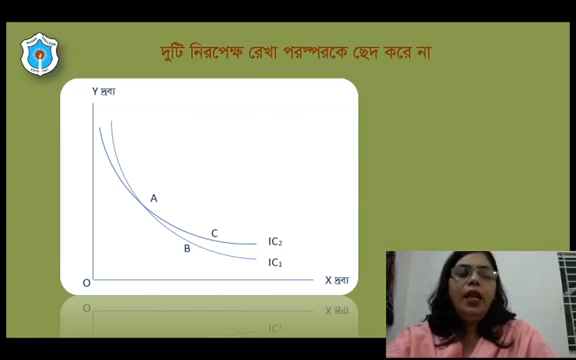 দুটি নিরপেক্ষ রেখা পরস্পরকে ছেদ করে না
Y দ্রব্য
A
C
B
IC₂
IC₁
O
X দ্রব্য